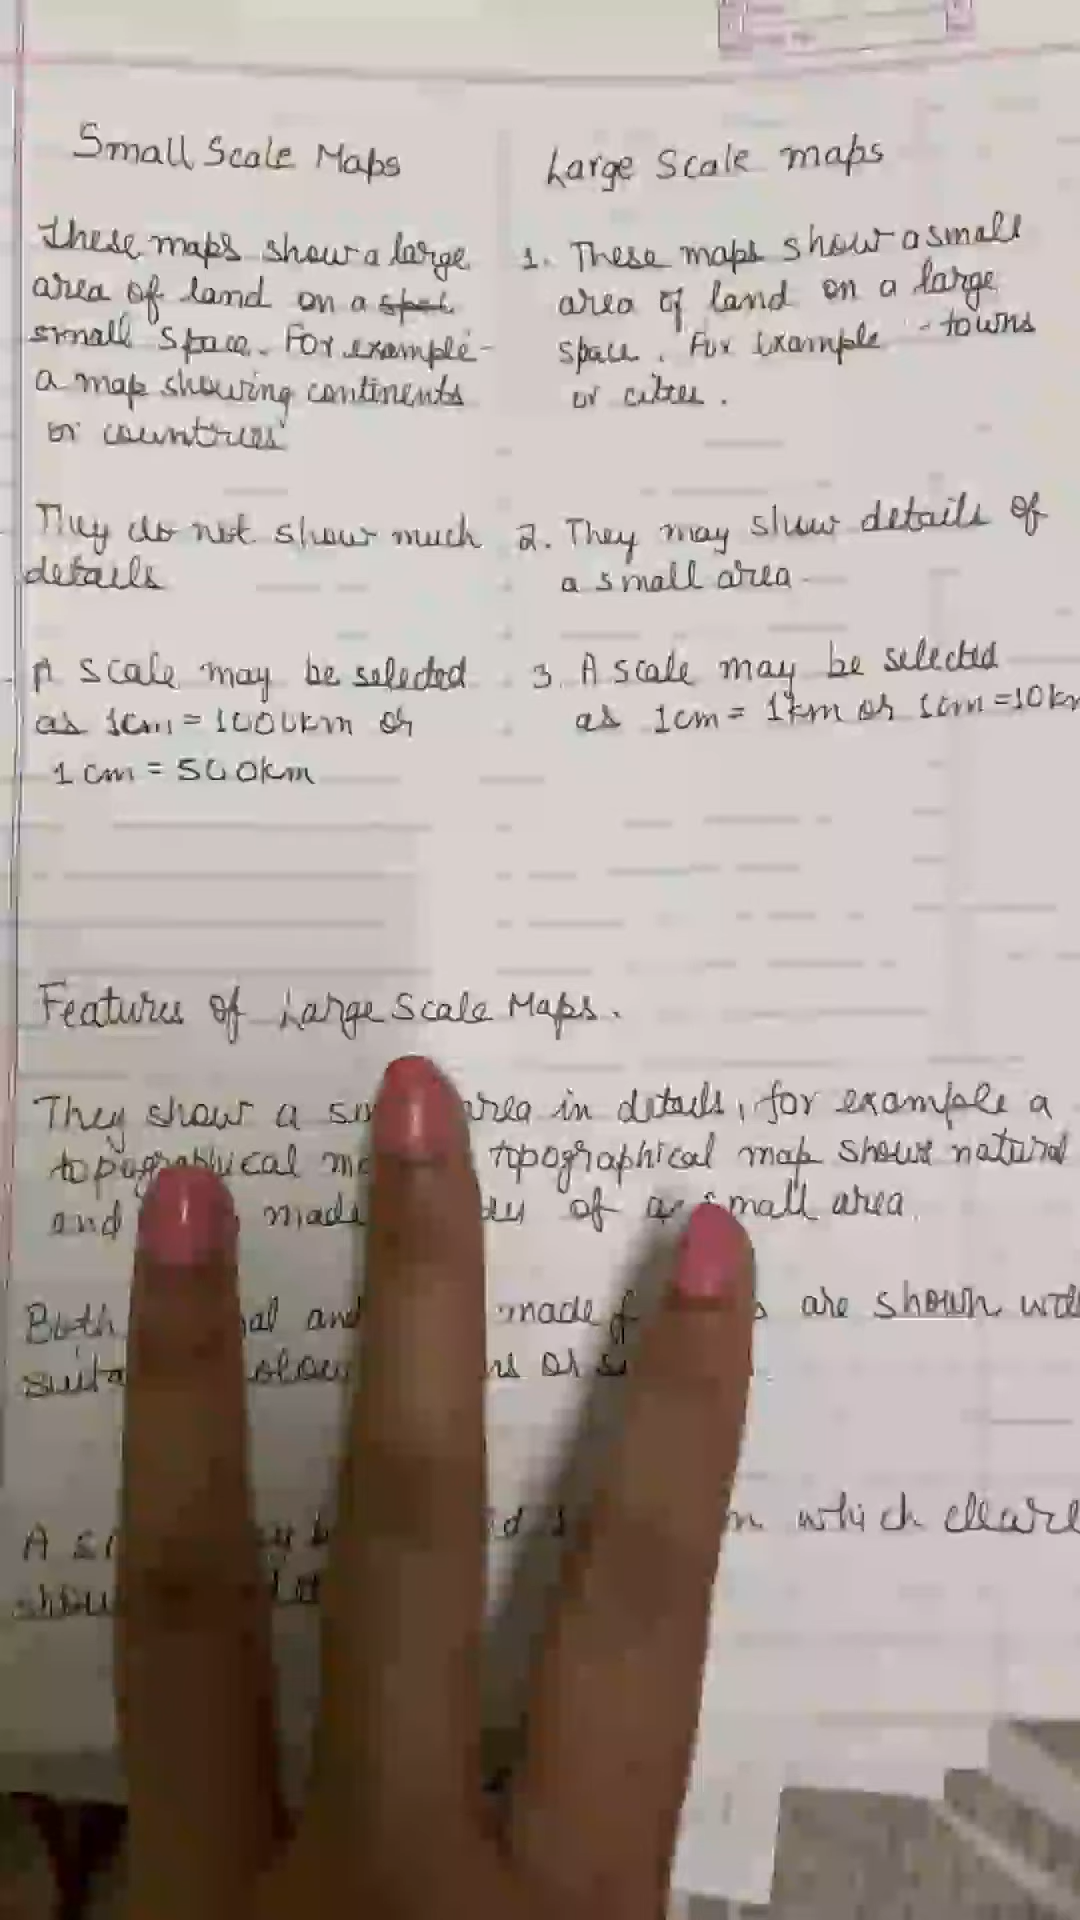 Small Scale Maps
These maps show a large
area of land on a
small space. For example-
a map showing continents
or countries
They do not show much
details
A scale may be selected
as 1cm = 1000km or
1 cm = 500km
Large Scale maps
1. These maps show a small
area of land on a large
space. For Example - towns
or cities.
2. They may show details of
a small area
3. A scale may be selected
as 1cm = 1km or 1cm = 10km
Features of Large Scale Maps.
They show a area in details, for example a
topographical topographical map shows natural
and made of a small area.
Both and made are shown
or
A which